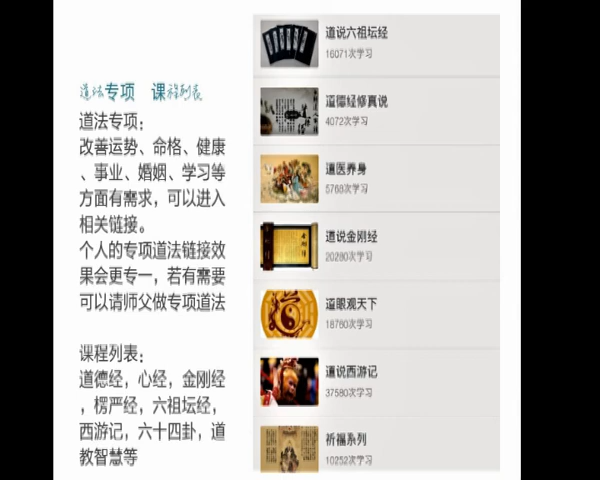 道法专项 课程列表
道法专项：
改善运势、命格、健康
、事业、婚姻、学习等
方面有需求，可以进入
相关链接。
个人的专项道法链接效
果会更专一，若有需要
可以请师父做专项道法
课程列表：
道德经，心经，金刚经
，楞严经，六祖坛经，
西游记，六十四卦，道
教智慧等
道说六祖坛经
16071次学习
道德经修真说
4072次学习
道医养身
5768次学习
道说金刚经
20280次学习
道眼观天下
18760次学习
道说西游记
37580次学习
祈福系列
10252次学习